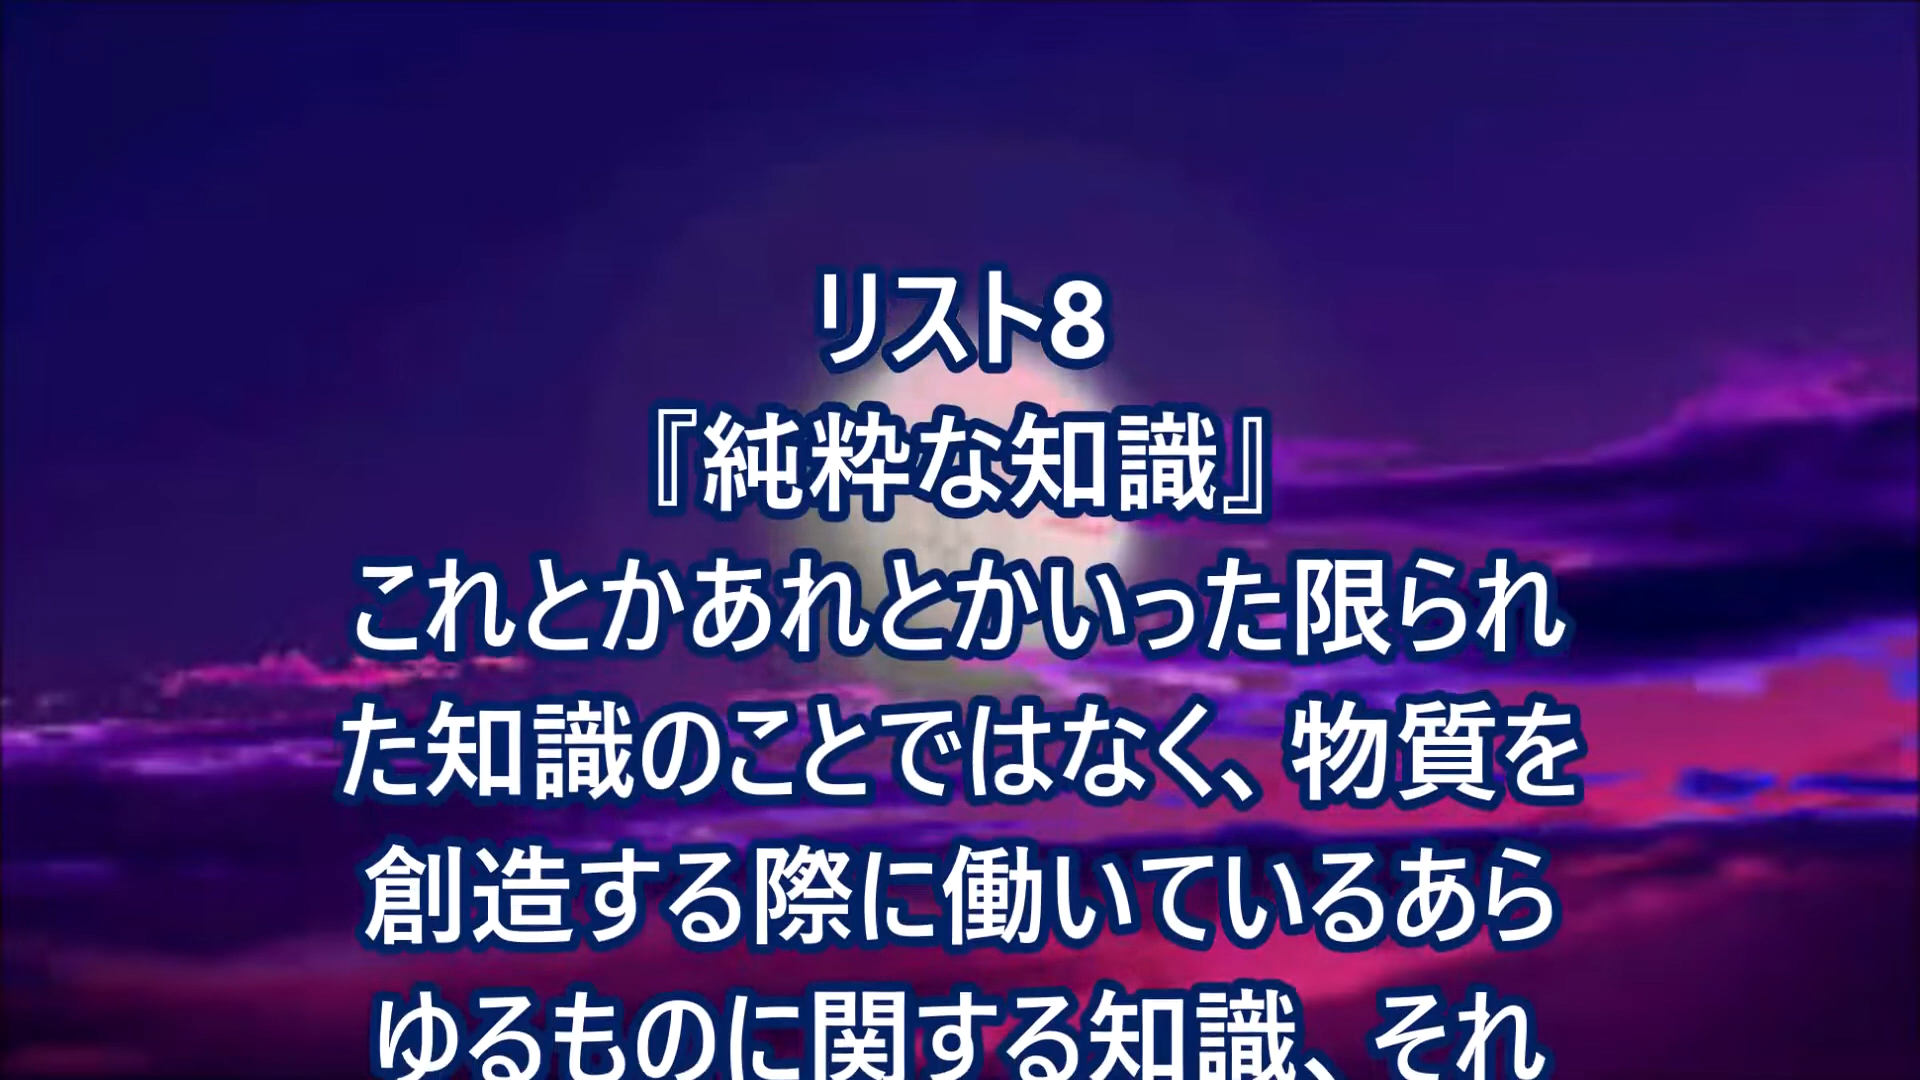 リスト8
『純粋な知識』
これとかあれとかいった限られ
た知識のことではなく、物質を
創造する際に働いているあら
ゆるものに関する知識、それ